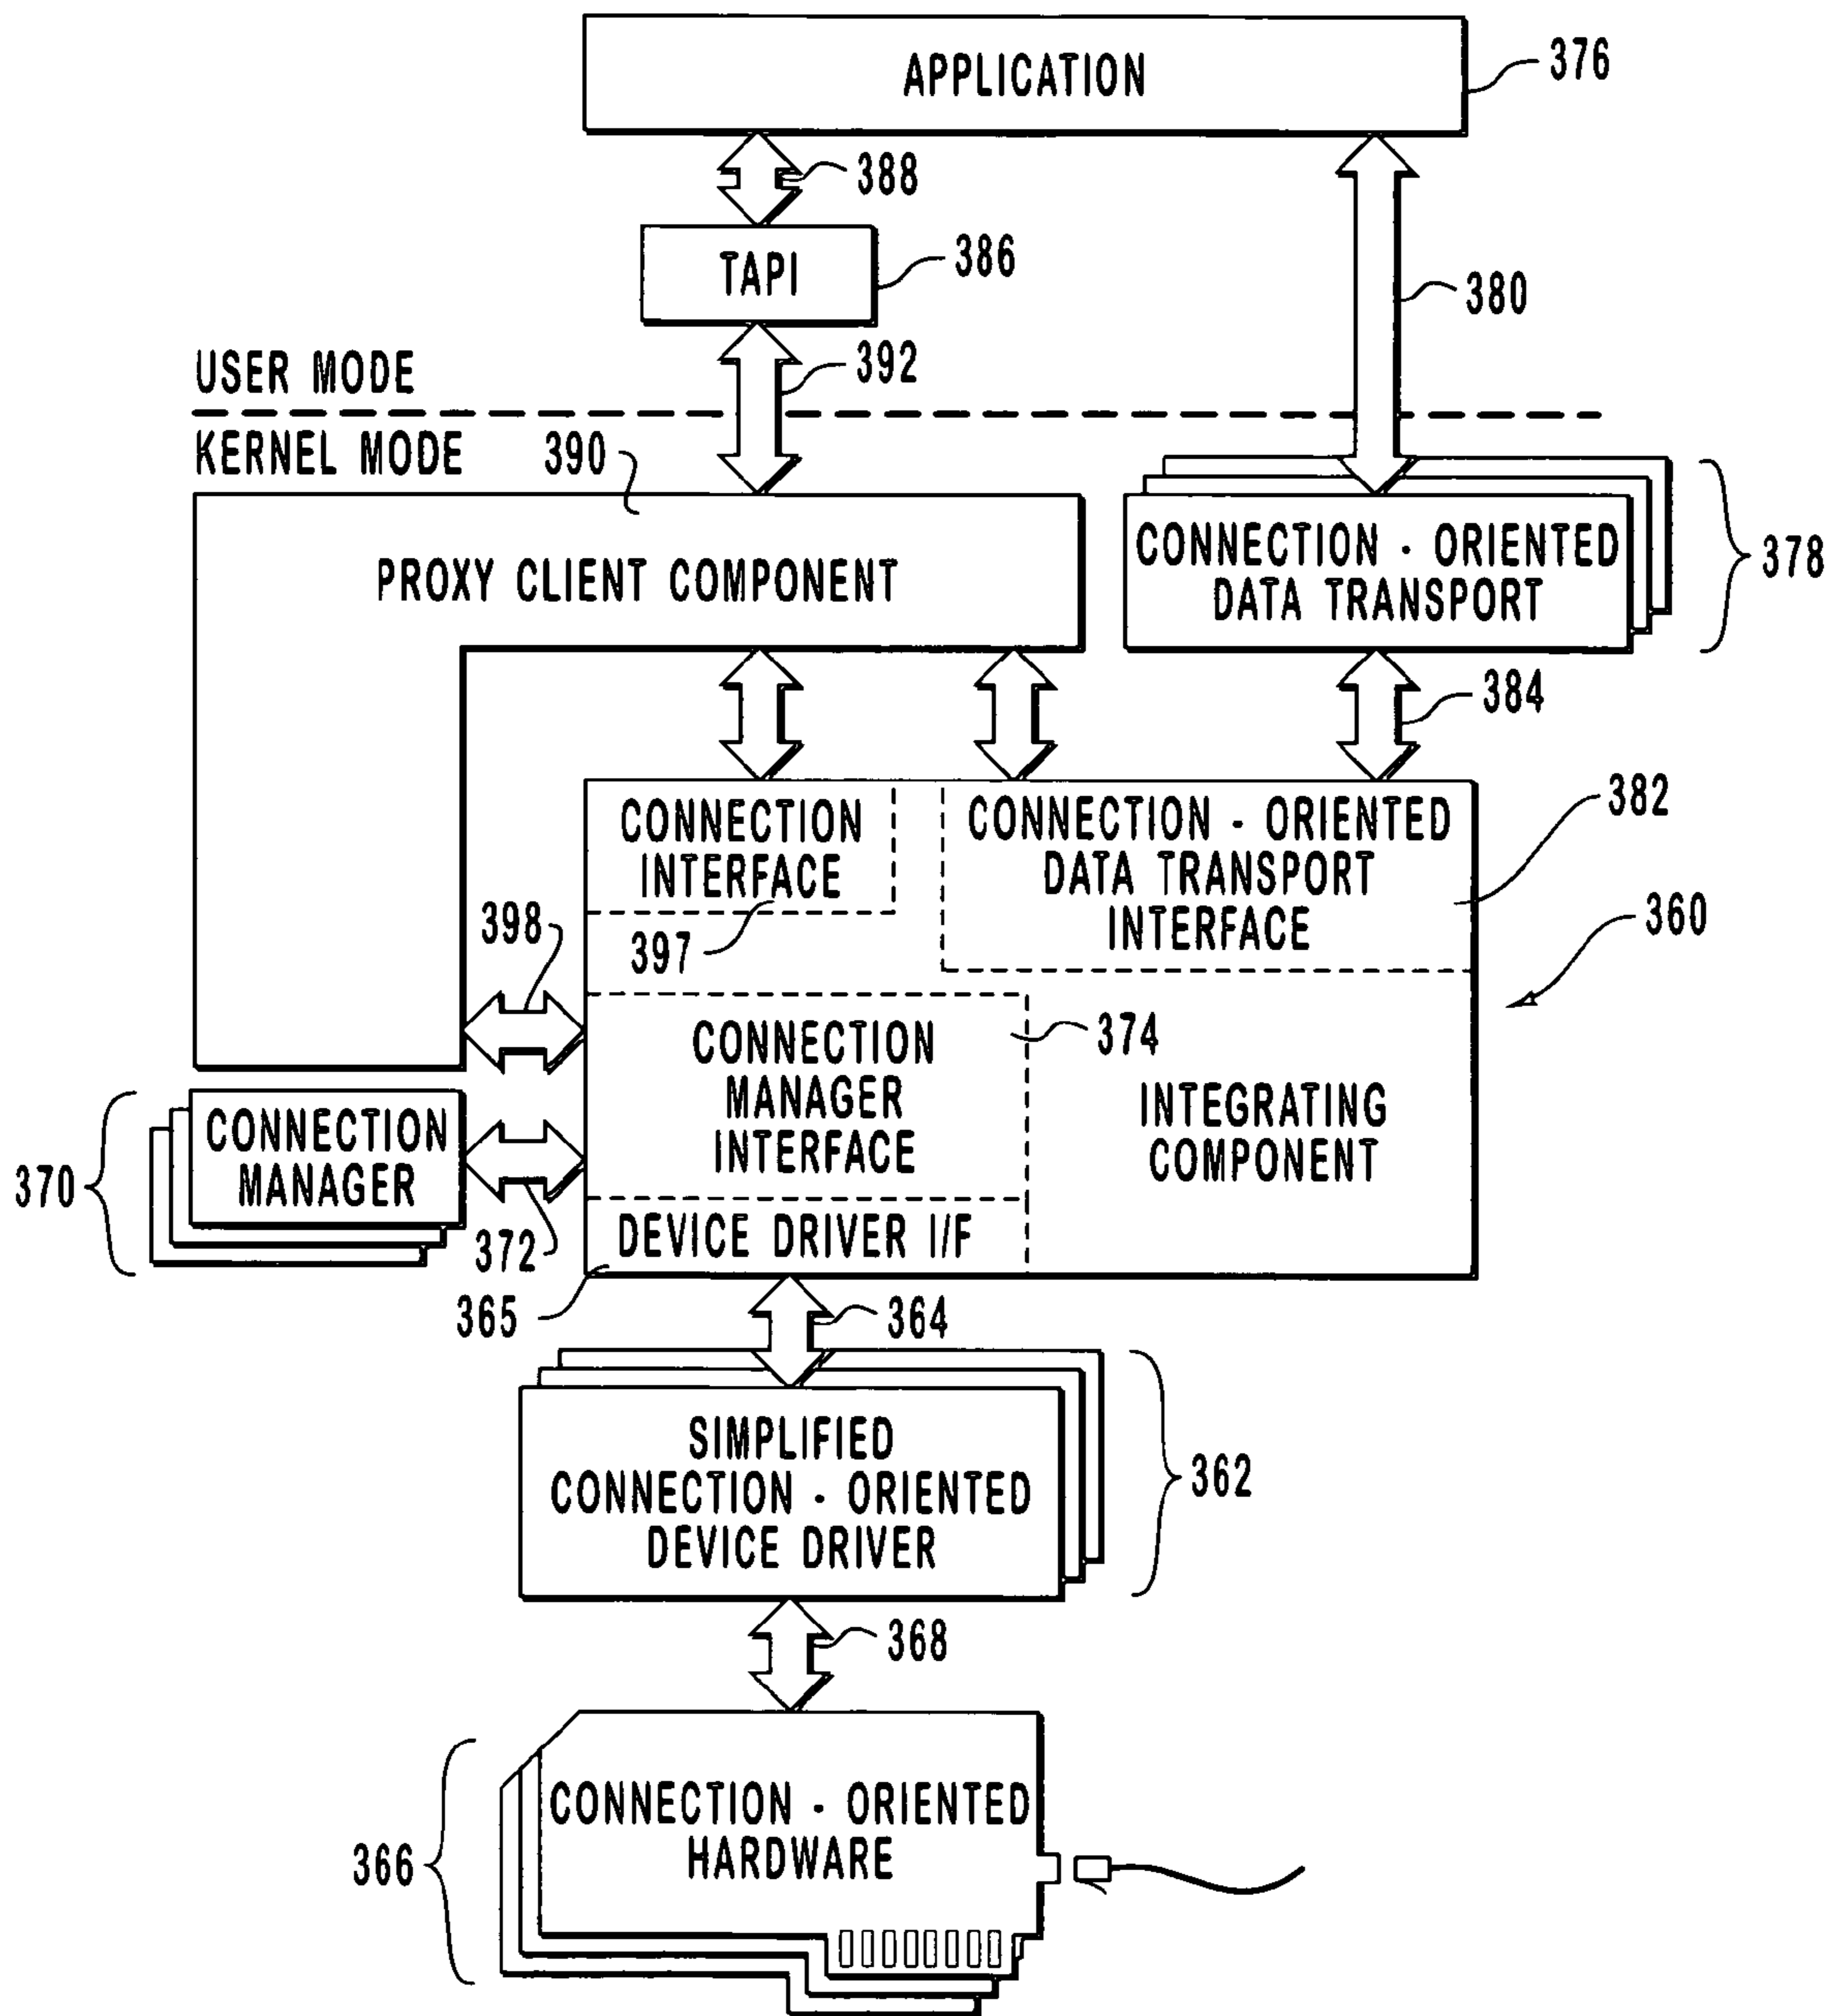 APPLICATION
376
388
TAPI
386
380
392
USER MODE
KERNEL MODE
390
PROXY CLIENT COMPONENT
CONNECTION - ORIENTED
DATA TRANSPORT
378
384
CONNECTION
INTERFACE
397
CONNECTION - ORIENTED
DATA TRANSPORT
INTERFACE
382
360
398
CONNECTION
MANAGER
INTERFACE
374
INTEGRATING
COMPONENT
370
CONNECTION
MANAGER
372
DEVICE DRIVER I/F
365
364
SIMPLIFIED
CONNECTION - ORIENTED
DEVICE DRIVER
362
368
CONNECTION - ORIENTED
HARDWARE
366